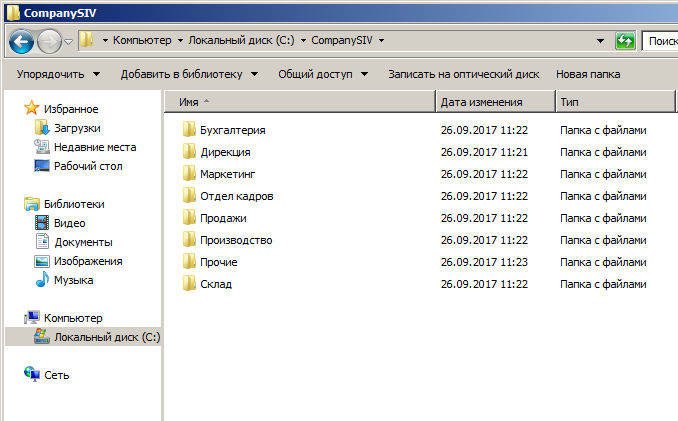 CompanySIV
Компьютер Локальный диск (C:) CompanySIV Поиск
Упорядочить Добавить в библиотеку Общий доступ Записать на оптический диск Новая папка
Имя Дата изменения Тип
Избранное
Загрузки
Недавние места
Рабочий стол
Библиотеки
Видео
Документы
Изображения
Музыка
Компьютер
Локальный диск (C:)
Сеть
Бухгалтерия 26.09.2017 11:22 Папка с файлами
Дирекция 26.09.2017 11:21 Папка с файлами
Маркетинг 26.09.2017 11:22 Папка с файлами
Отдел кадров 26.09.2017 11:22 Папка с файлами
Продажи 26.09.2017 11:22 Папка с файлами
Производство 26.09.2017 11:22 Папка с файлами
Прочие 26.09.2017 11:23 Папка с файлами
Склад 26.09.2017 11:22 Папка с файлами